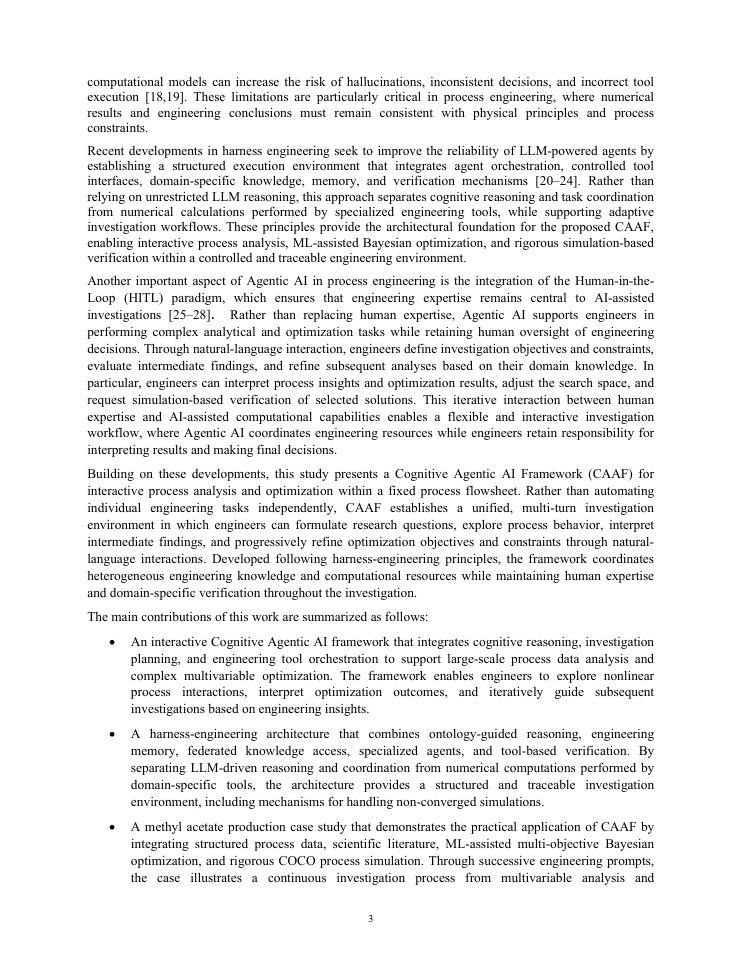 computational models can increase the risk of hallucinations, inconsistent decisions, and incorrect tool
execution [18,19]. These limitations are particularly critical in process engineering, where numerical
results and engineering conclusions must remain consistent with physical principles and process
constraints.
Recent developments in harness engineering seek to improve the reliability of LLM-powered agents by
establishing a structured execution environment that integrates agent orchestration, controlled tool
interfaces, domain-specific knowledge, memory, and verification mechanisms [20–24]. Rather than
relying on unrestricted LLM reasoning, this approach separates cognitive reasoning and task coordination
from numerical calculations performed by specialized engineering tools, while supporting adaptive
investigation workflows. These principles provide the architectural foundation for the proposed CAAF,
enabling interactive process analysis, ML-assisted Bayesian optimization, and rigorous simulation-based
verification within a controlled and traceable engineering environment.
Another important aspect of Agentic AI in process engineering is the integration of the Human-in-the-
Loop (HITL) paradigm, which ensures that engineering expertise remains central to AI-assisted
investigations [25–28]. Rather than replacing human expertise, Agentic AI supports engineers in
performing complex analytical and optimization tasks while retaining human oversight of engineering
decisions. Through natural-language interaction, engineers define investigation objectives and constraints,
evaluate intermediate findings, and refine subsequent analyses based on their domain knowledge. In
particular, engineers can interpret process insights and optimization results, adjust the search space, and
request simulation-based verification of selected solutions. This iterative interaction between human
expertise and AI-assisted computational capabilities enables a flexible and interactive investigation
workflow, where Agentic AI coordinates engineering resources while engineers retain responsibility for
interpreting results and making final decisions.
Building on these developments, this study presents a Cognitive Agentic AI Framework (CAAF) for
interactive process analysis and optimization within a fixed process flowsheet. Rather than automating
individual engineering tasks independently, CAAF establishes a unified, multi-turn investigation
environment in which engineers can formulate research questions, explore process behavior, interpret
intermediate findings, and progressively refine optimization objectives and constraints through natural-
language interactions. Developed following harness-engineering principles, the framework coordinates
heterogeneous engineering knowledge and computational resources while maintaining human expertise
and domain-specific verification throughout the investigation.
The main contributions of this work are summarized as follows:
• An interactive Cognitive Agentic AI framework that integrates cognitive reasoning, investigation
planning, and engineering tool orchestration to support large-scale process data analysis and
complex multivariable optimization. The framework enables engineers to explore nonlinear
process interactions, interpret optimization outcomes, and iteratively guide subsequent
investigations based on engineering insights.
• A harness-engineering architecture that combines ontology-guided reasoning, engineering
memory, federated knowledge access, specialized agents, and tool-based verification. By
separating LLM-driven reasoning and coordination from numerical computations performed by
domain-specific tools, the architecture provides a structured and traceable investigation
environment, including mechanisms for handling non-converged simulations.
• A methyl acetate production case study that demonstrates the practical application of CAAF by
integrating structured process data, scientific literature, ML-assisted multi-objective Bayesian
optimization, and rigorous COCO process simulation. Through successive engineering prompts,
the case illustrates a continuous investigation process from multivariable analysis and
3